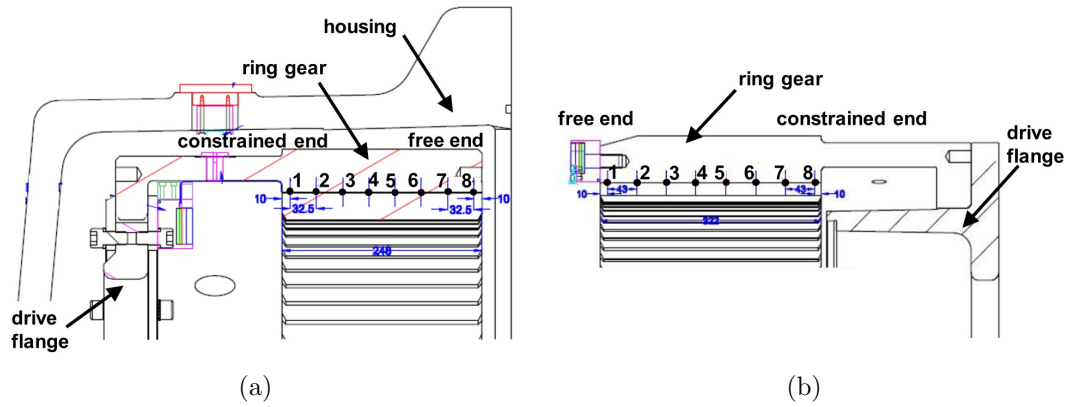 housing
ring gear
constrained end
free end
1 2 3 4 5 6 7 8
10
32.5
32.5
10
248
drive
flange
(a)
ring gear
free end
constrained end
drive
flange
1 2 3 4 5 6 7 8
10
43
43
10
322
(b)